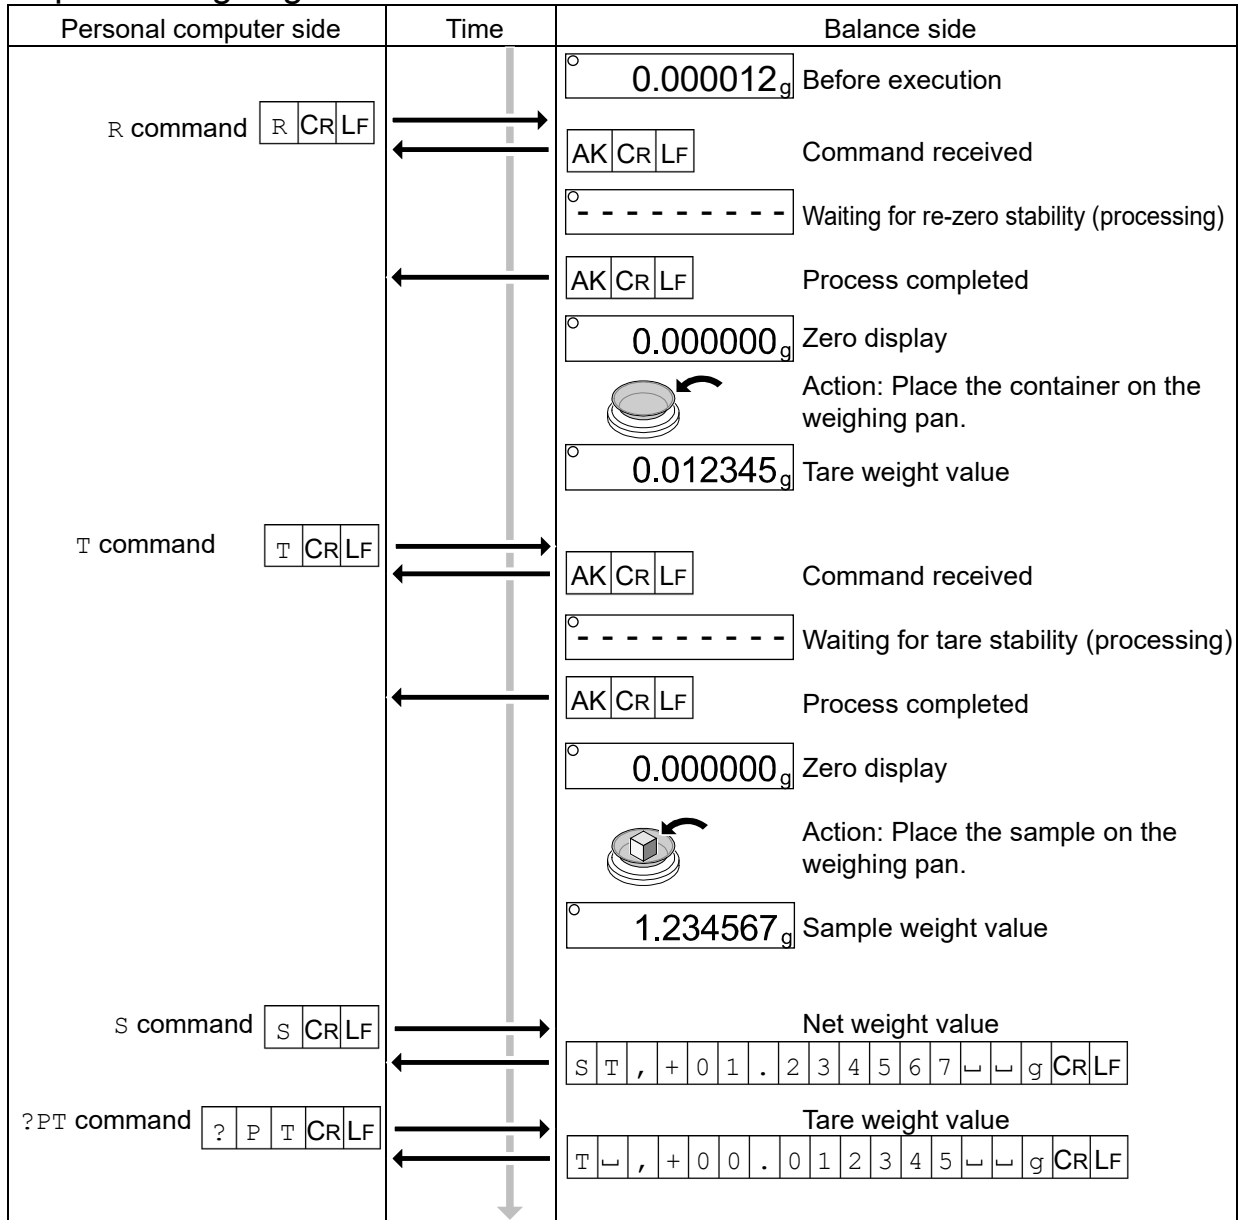 Personal computer side Time Balance side
0.000012 g Before execution
R command R CR LF
AK CR LF Command received
- - - - - - - - - Waiting for re-zero stability (processing)
AK CR LF Process completed
0.000000 g Zero display
Action: Place the container on the
weighing pan.
0.012345 g Tare weight value
T command T CR LF
AK CR LF Command received
- - - - - - - - - Waiting for tare stability (processing)
AK CR LF Process completed
0.000000 g Zero display
Action: Place the sample on the
weighing pan.
1.234567 g Sample weight value
S command S CR LF Net weight value
S T , + 0 1 . 2 3 4 5 6 7 ⎵ ⎵ g CR LF
?PT command ? P T CR LF Tare weight value
T ⎵ , + 0 0 . 0 1 2 3 4 5 ⎵ ⎵ g CR LF